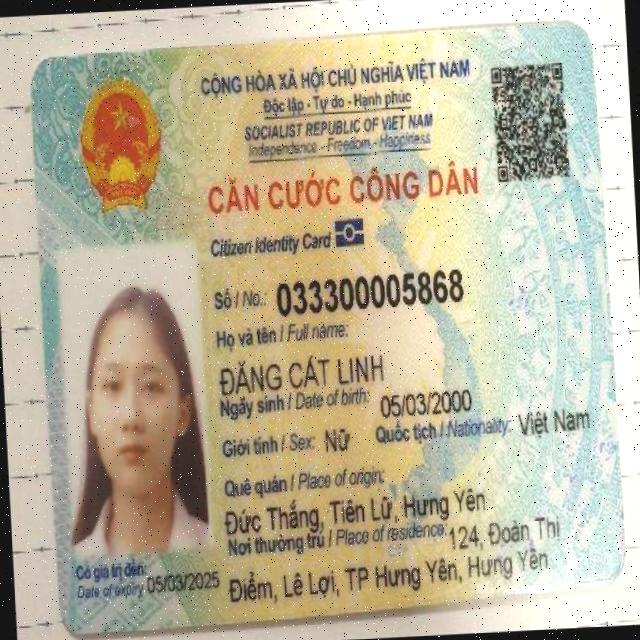 CỘNG HÒA XÃ HỘI CHỦ NGHĨA VIỆT NAM
Độc lập - Tự do - Hạnh phúc
SOCIALIST REPUBLIC OF VIET NAM
Independence - Freedom - Happiness
CĂN CƯỚC CÔNG DÂN
Citizen Identity Card
Số / No.: 033300005868
Họ và tên / Full name:
ĐẶNG CÁT LINH
Ngày sinh / Date of birth: 05/03/2000
Giới tính / Sex: Nữ Quốc tịch / Nationality: Việt Nam
Quê quán / Place of origin:
Đức Thắng, Tiên Lữ, Hưng Yên
Nơi thường trú / Place of residence: 124, Đoàn Thị
Điểm, Lê Lợi, TP Hưng Yên, Hưng Yên
Có giá trị đến: 05/03/2025
Date of expiry